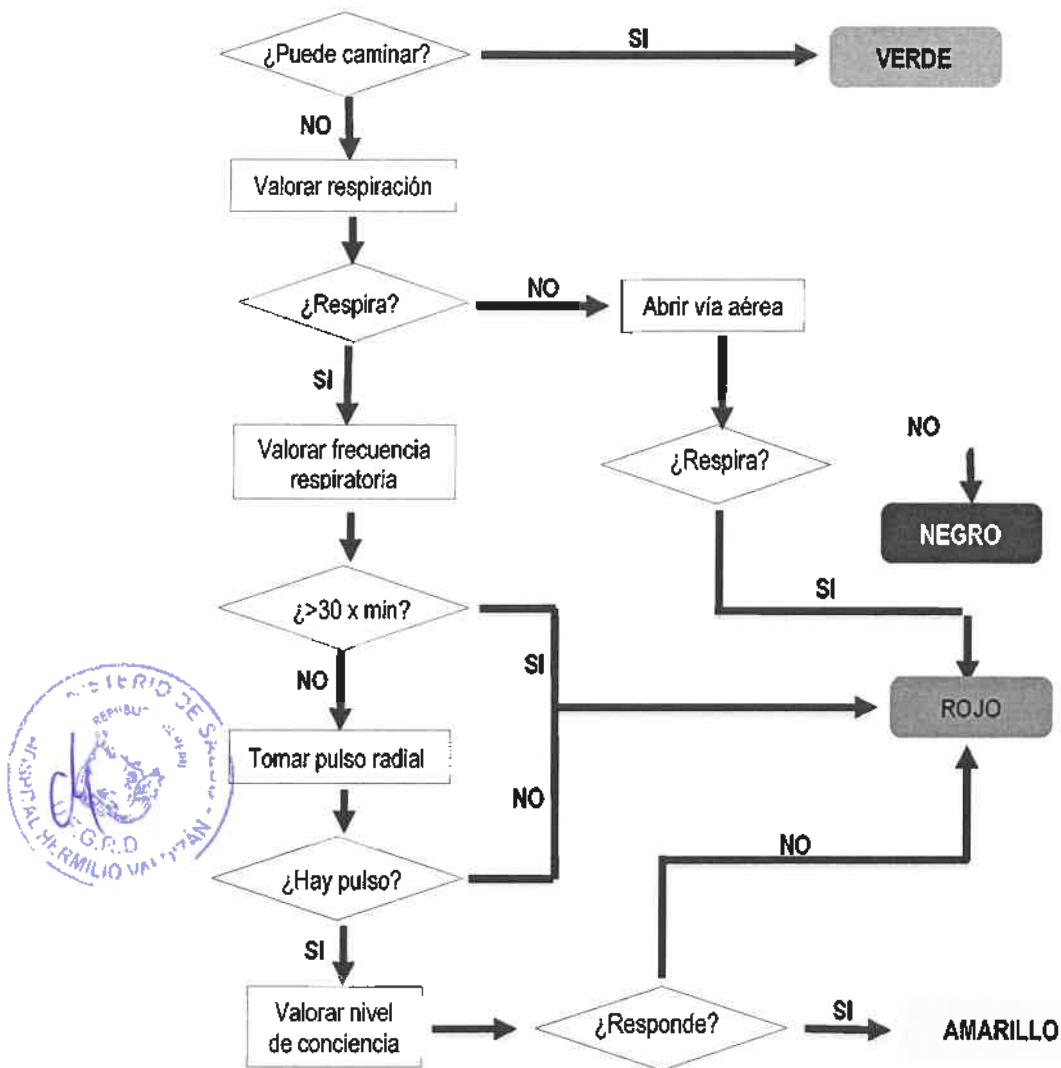 ¿Puede caminar?
SI
VERDE
NO
Valorar respiración
¿Respira?
NO
Abrir vía aérea
SI
Valorar frecuencia
respiratoria
¿Respira?
NO
NEGRO
SI
¿>30 x min?
SI
NO
ROJO
Tomar pulso radial
NO
¿Hay pulso?
NO
SI
Valorar nivel
de conciencia
¿Responde?
SI
AMARILLO
G.R.D
HERMILIO